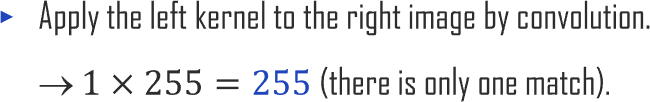 ▸ Apply the left kernel to the right image by convolution.
→ 1 × 255 = 255 (there is only one match).